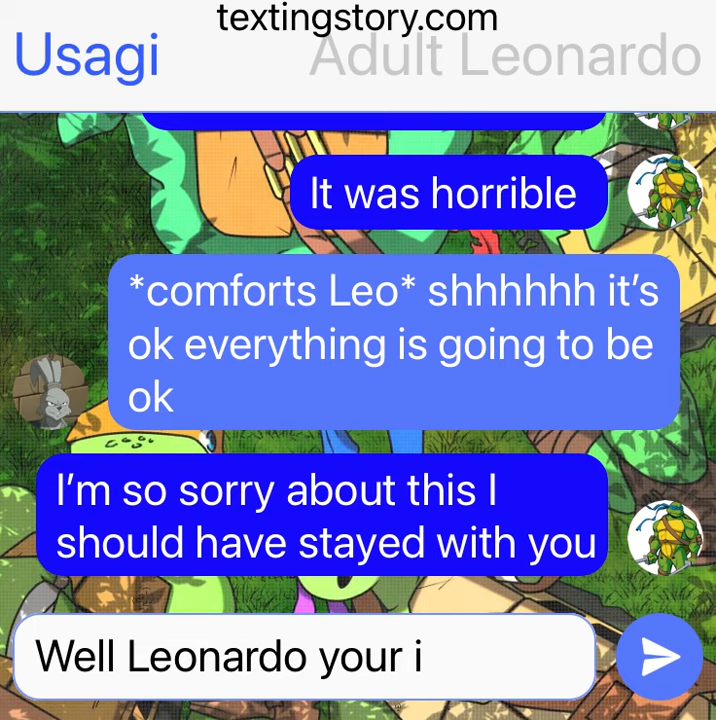 textingstory.com
Usagi Adult Leonardo
It was horrible
*comforts Leo* shhhhhh it’s
ok everything is going to be
ok
I’m so sorry about this I
should have stayed with you
Well Leonardo your i